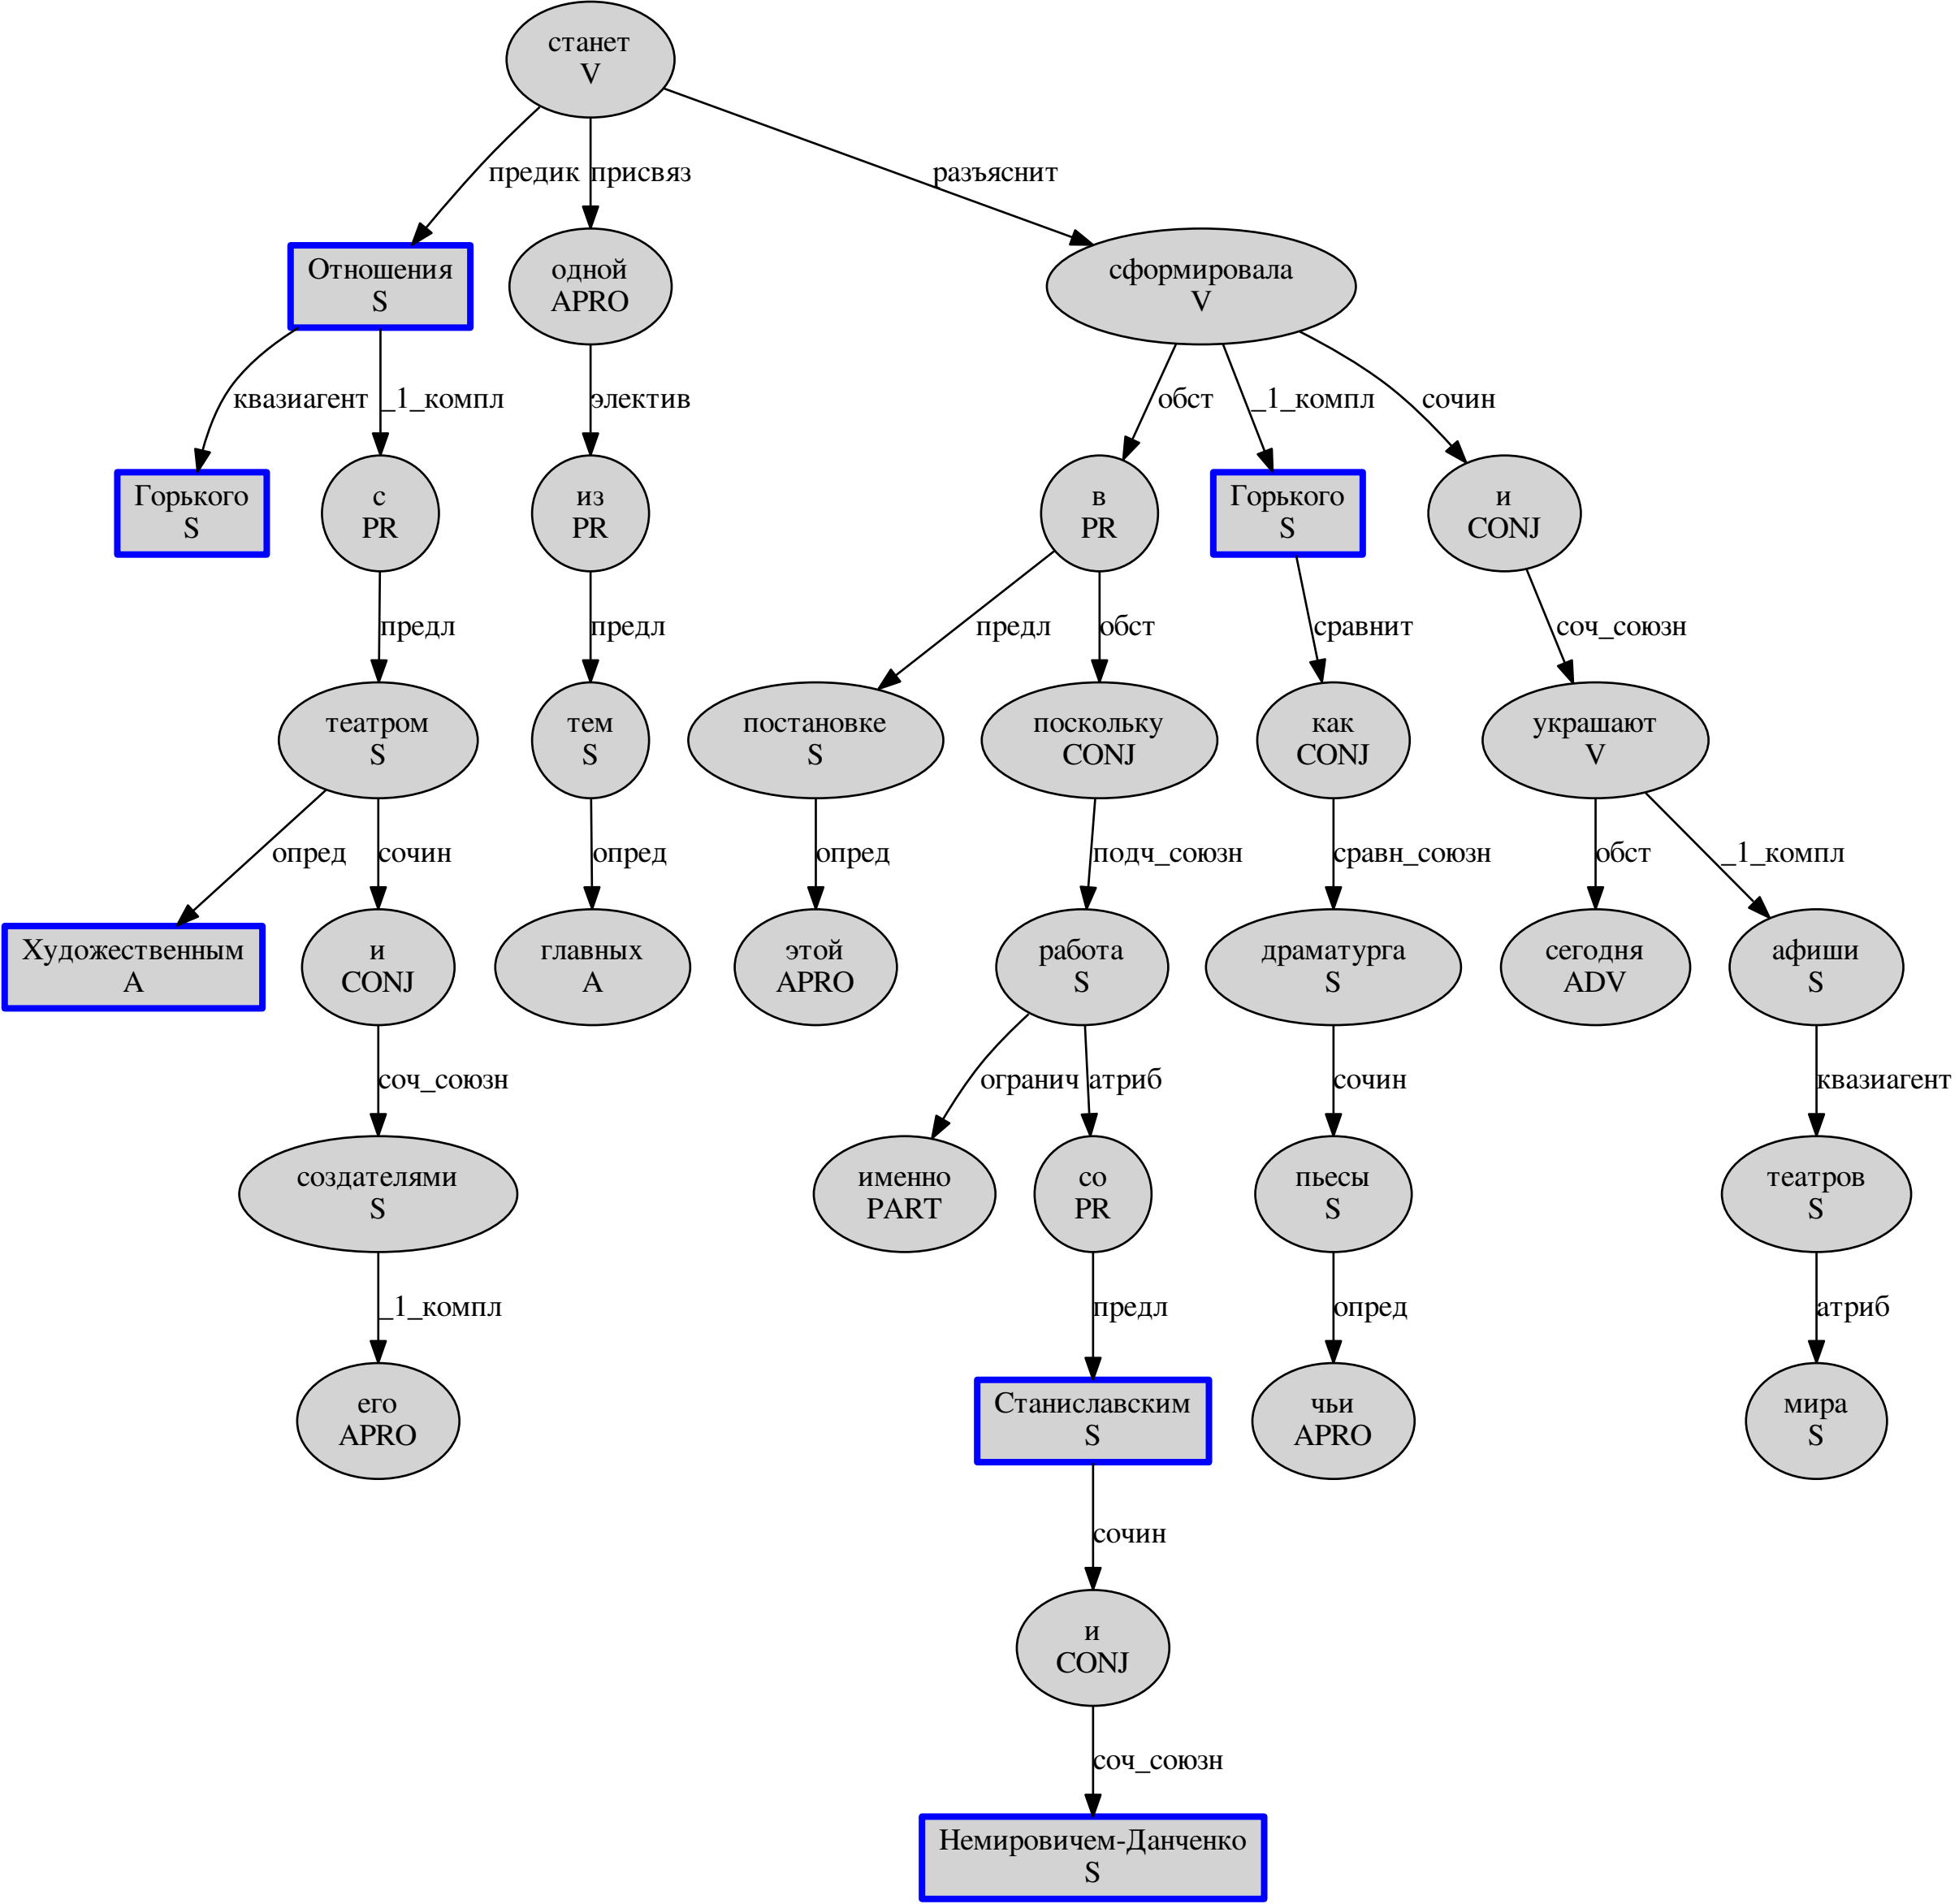 станет
V
предик
присвяз
разъяснит
Отношения
S
одной
APRO
сформировала
V
квазиагент
_1_компл
электив
обст
_1_компл
сочин
Горького
S
с
PR
из
PR
в
PR
Горького
S
и
CONJ
предл
предл
предл
обст
сравнит
соч_союзн
театром
S
тем
S
постановке
S
поскольку
CONJ
как
CONJ
украшают
V
опред
сочин
опред
опред
подч_союзн
сравн_союзн
обст
_1_компл
Художественным
A
и
CONJ
главных
A
этой
APRO
работа
S
драматурга
S
сегодня
ADV
афиши
S
соч_союзн
огранич
атриб
сочин
квазиагент
создателями
S
именно
PART
со
PR
пьесы
S
театров
S
_1_компл
предл
опред
атриб
его
APRO
Станиславским
S
чьи
APRO
мира
S
сочин
и
CONJ
соч_союзн
Немировичем-Данченко
S